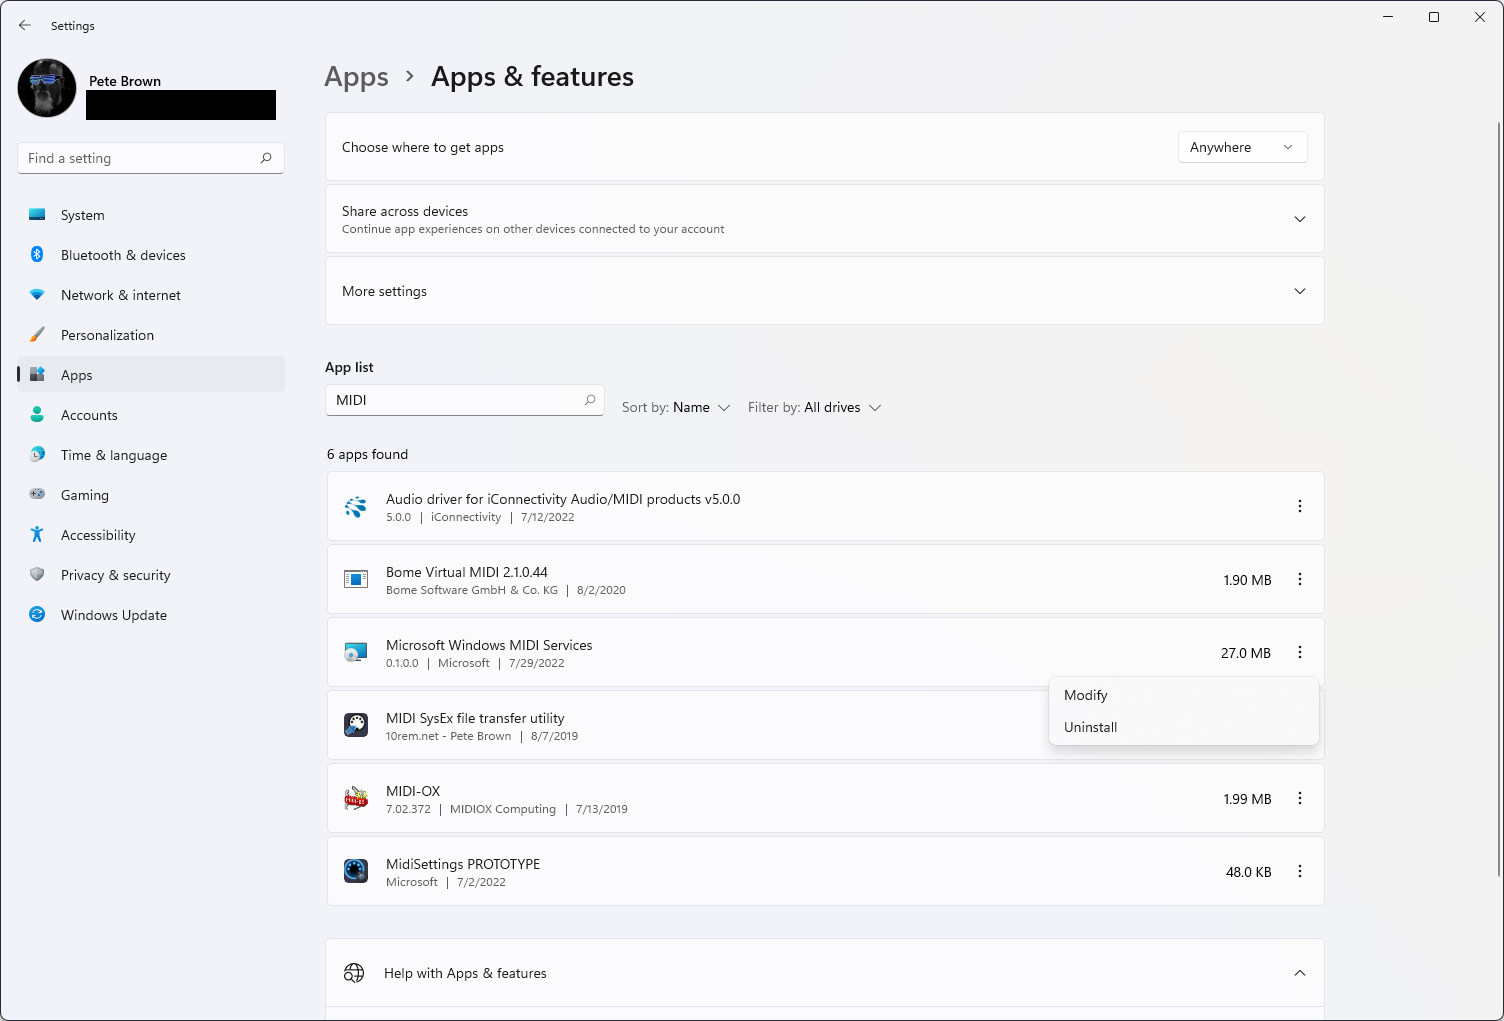 Settings
Pete Brown
Find a setting
System
Bluetooth & devices
Network & internet
Personalization
Apps
Accounts
Time & language
Gaming
Accessibility
Privacy & security
Windows Update
Apps > Apps & features
Choose where to get apps
Anywhere
Share across devices
Continue app experiences on other devices connected to your account
More settings
App list
MIDI
Sort by: Name
Filter by: All drives
6 apps found
Audio driver for iConnectivity Audio/MIDI products v5.0.0
5.0.0 | iConnectivity | 7/12/2022
Bome Virtual MIDI 2.1.0.44
Bome Software GmbH & Co. KG | 8/2/2020
1.90 MB
Microsoft Windows MIDI Services
0.1.0.0 | Microsoft | 7/29/2022
27.0 MB
Modify
Uninstall
MIDI SysEx file transfer utility
10rem.net - Pete Brown | 8/7/2019
MIDI-OX
7.02.372 | MIDIOX Computing | 7/13/2019
1.99 MB
MidiSettings PROTOTYPE
Microsoft | 7/2/2022
48.0 KB
Help with Apps & features